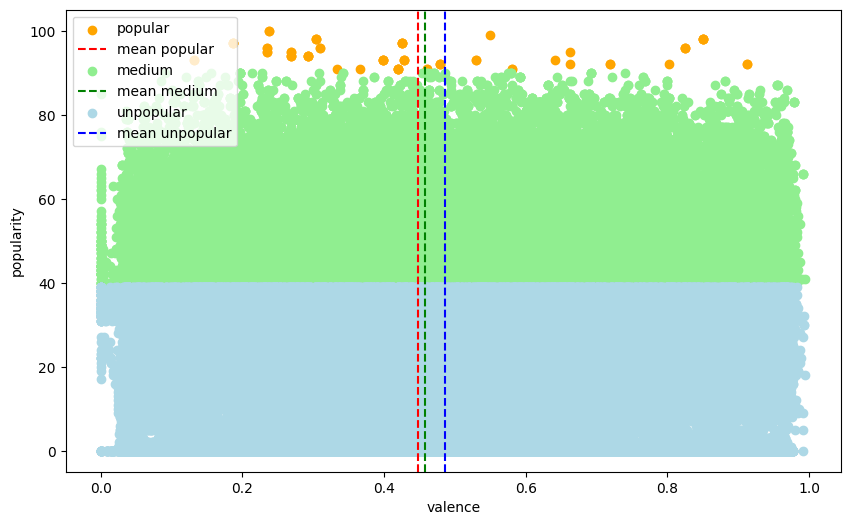 popular
mean popular
medium
mean medium
unpopular
mean unpopular
100
80
60
40
20
0
popularity
0.0 0.2 0.4 0.6 0.8 1.0
valence